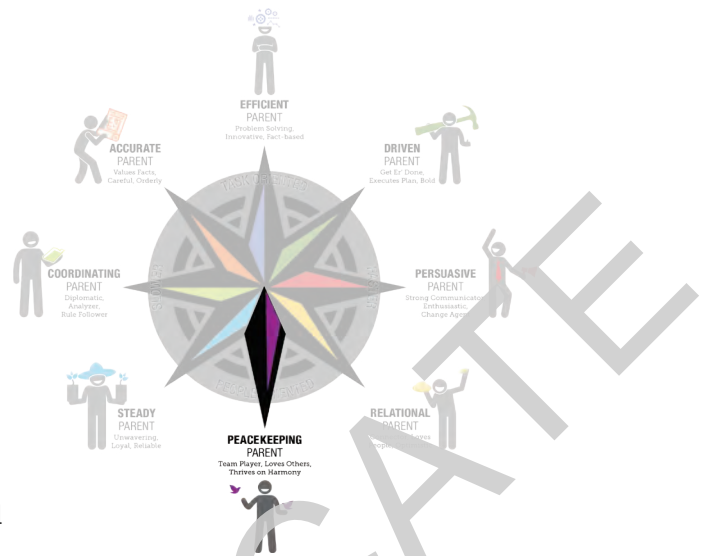 EFFICIENT
PARENT
Problem Solving,
Innovative, Fact-based
ACCURATE
PARENT
Values Facts,
Careful, Orderly
DRIVEN
PARENT
Get Er' Done,
Executes Plan, Bold
COORDINATING
PARENT
Diplomatic,
Analyzer,
Rule Follower
PERSUASIVE
PARENT
Strong Communicator,
Enthusiastic,
Change Agent
STEADY
PARENT
Unwavering,
Loyal, Reliable
RELATIONAL
PARENT
PEACEKEEPING
PARENT
Team Player, Loves Others,
Thrives on Harmony
CATE